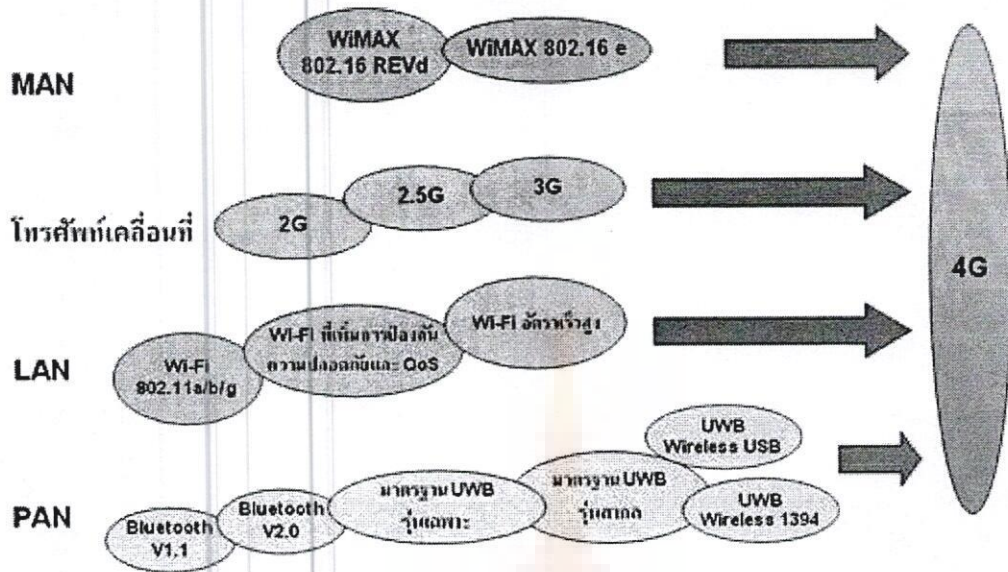 MAN
WiMAX
802.16 REVd
WiMAX 802.16 e
โทรศัพท์เคลื่อนที่
2G
2.5G
3G
4G
LAN
Wi-Fi
802.11a/b/g
Wi-Fi ที่เพิ่มการป้องกัน
ความปลอดภัยและ QoS
Wi-Fi อัตราเร็วสูง
PAN
Bluetooth
V1.1
Bluetooth
V2.0
มาตรฐาน UWB
รุ่นเฉพาะ
มาตรฐาน UWB
รุ่นสากล
UWB
Wireless USB
UWB
Wireless 1394